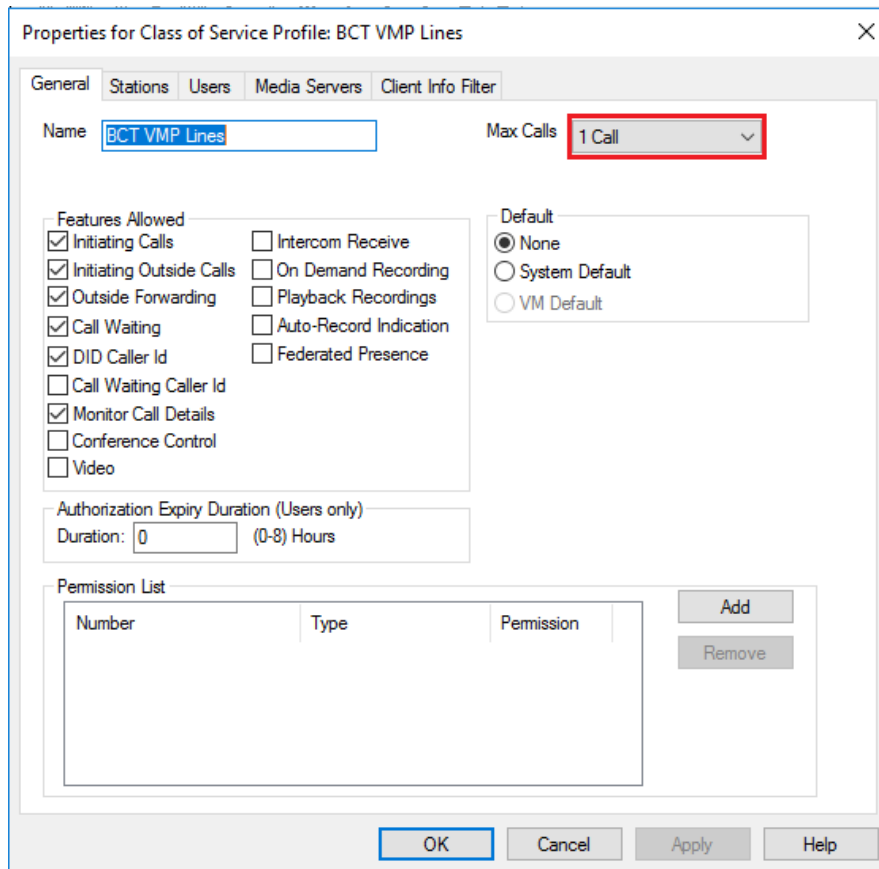 Properties for Class of Service Profile: BCT VMP Lines
General Stations Users Media Servers Client Info Filter
Name BCT VMP Lines Max Calls 1 Call
Features Allowed
Initiating Calls
Initiating Outside Calls
Outside Forwarding
Call Waiting
DID Caller Id
Call Waiting Caller Id
Monitor Call Details
Conference Control
Video
Intercom Receive
On Demand Recording
Playback Recordings
Auto-Record Indication
Federated Presence
Default
None
System Default
VM Default
Authorization Expiry Duration (Users only)
Duration: 0 (0-8) Hours
Permission List
Number Type Permission
Add
Remove
OK Cancel Apply Help